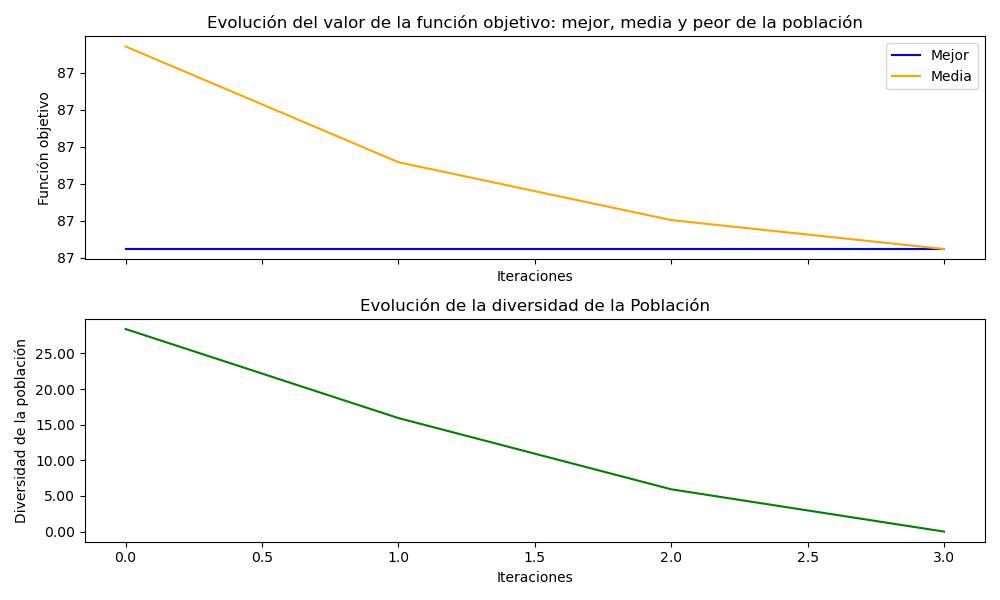 Evolución del valor de la función objetivo: mejor, media y peor de la población
Función objetivo
87
87
87
87
87
87
Mejor
Media
Iteraciones
Evolución de la diversidad de la Población
Diversidad de la población
25.00
20.00
15.00
10.00
5.00
0.00
0.0 0.5 1.0 1.5 2.0 2.5 3.0
Iteraciones